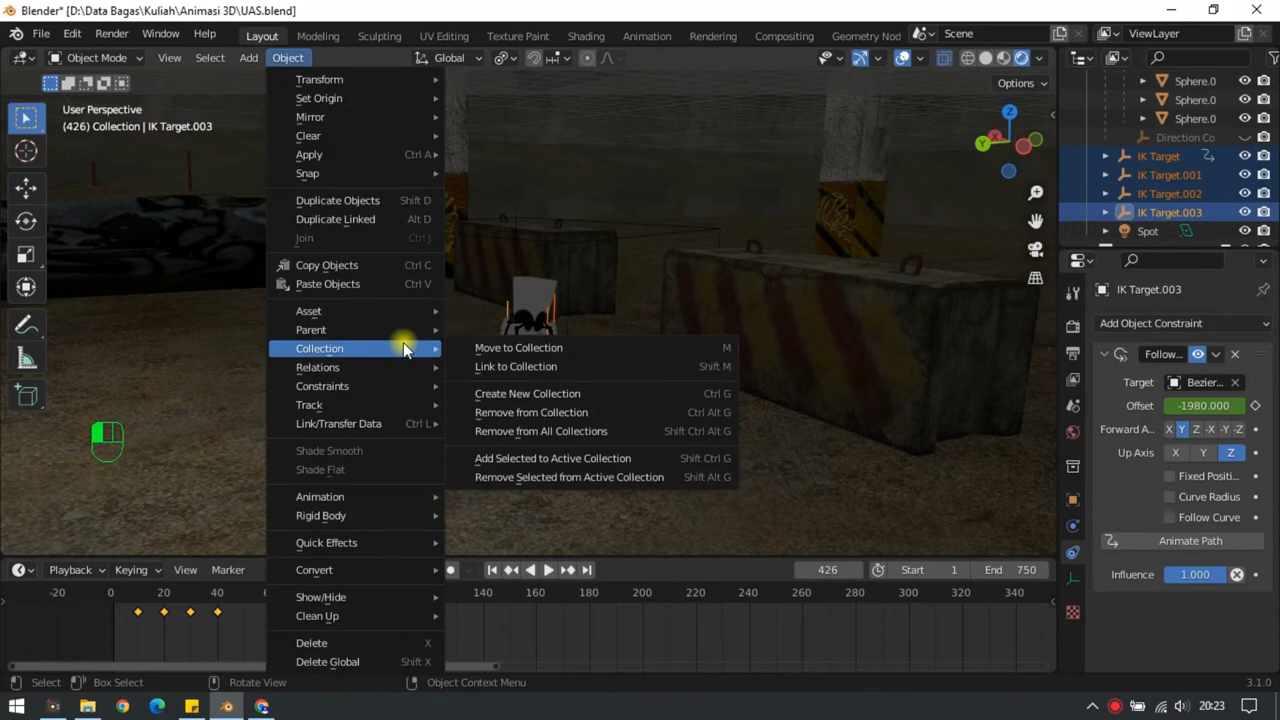 Blender* [D:\Data Bagas\Kuliah\Animasi 3D\UAS.blend]
File Edit Render Window Help
Layout Modeling Sculpting UV Editing Texture Paint Shading Animation Rendering Compositing Geometry Nod
Scene
ViewLayer
Object Mode View Select Add Object
Global
Options
User Perspective
(426) Collection | IK Target.003
Transform
Set Origin
Mirror
Clear
Apply Ctrl A
Snap
Duplicate Objects Shift D
Duplicate Linked Alt D
Join Ctrl J
Copy Objects Ctrl C
Paste Objects Ctrl V
Asset
Parent
Collection
Relations
Constraints
Track
Link/Transfer Data Ctrl L
Shade Smooth
Shade Flat
Animation
Rigid Body
Quick Effects
Convert
Show/Hide
Clean Up
Delete X
Delete Global Shift X
Move to Collection M
Link to Collection Shift M
Create New Collection Ctrl G
Remove from Collection Ctrl Alt G
Remove from All Collections Shift Ctrl Alt G
Add Selected to Active Collection Shift Ctrl G
Remove Selected from Active Collection Shift Alt G
Z
Y
X
Sphere.0
Sphere.0
Sphere.0
Direction Co
IK Target
IK Target.001
IK Target.002
IK Target.003
Spot
IK Target.003
Add Object Constraint
Follow...
Target Bezier...
Offset -1980.000
Forward A... X Y Z -X -Y -Z
Up Axis X Y Z
Fixed Positi...
Curve Radius
Follow Curve
Animate Path
Influence 1.000
Playback Keying View Marker
426 Start 1 End 750
-20 0 20 40 6 140 160 180 200 220 240 260 280 300 320 340
Select Box Select Rotate View Object Context Menu 3.1.0
20:23